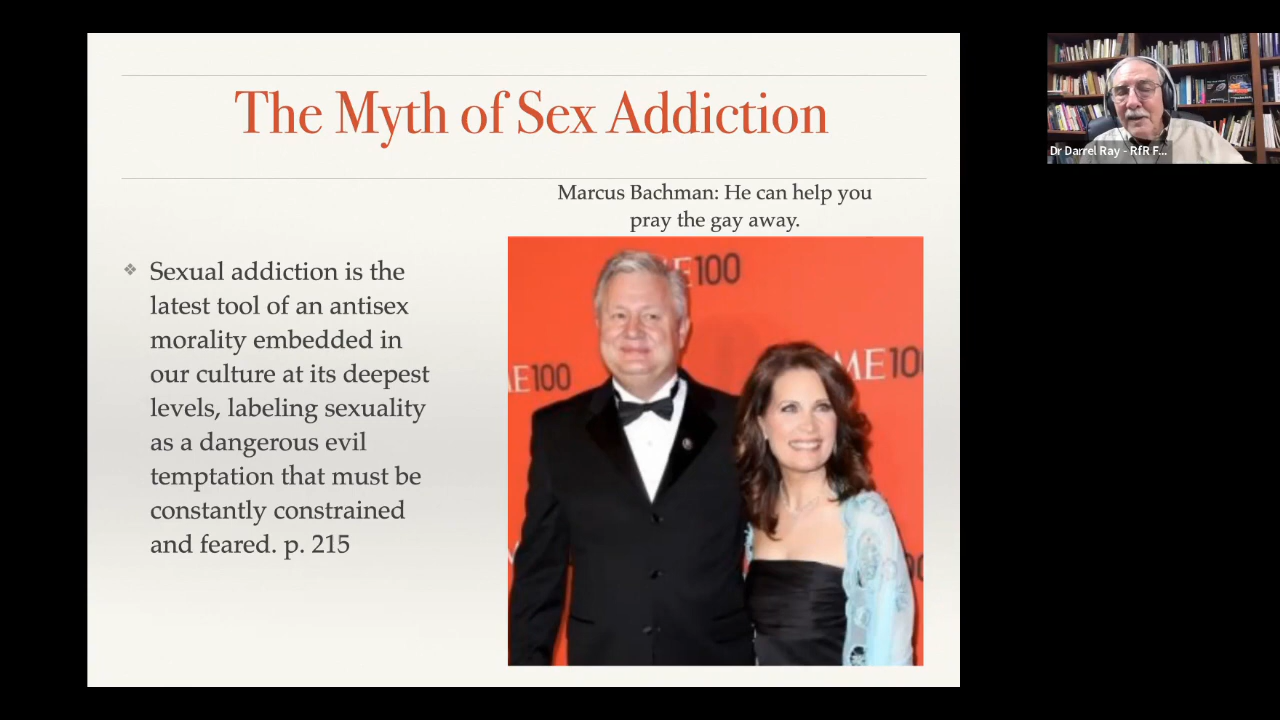 The Myth of Sex Addiction
Dr Darrel Ray - RfR F...
Marcus Bachman: He can help you
pray the gay away.
❖ Sexual addiction is the
latest tool of an antisex
morality embedded in
our culture at its deepest
levels, labeling sexuality
as a dangerous evil
temptation that must be
constantly constrained
and feared. p. 215
ME100
ME100
ME10